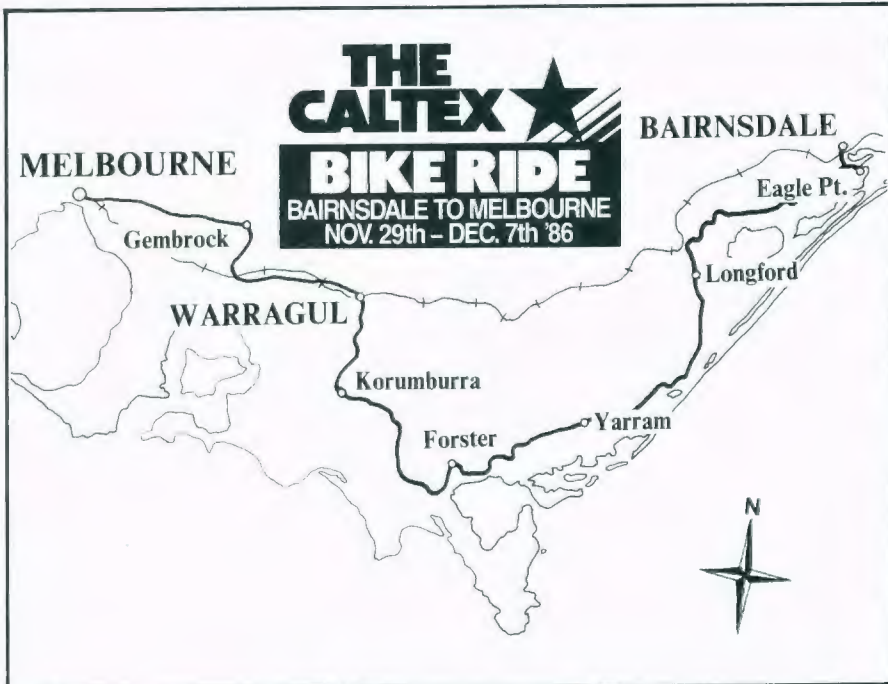 THE
CALTEX
BIKE RIDE
BAIRNSDALE TO MELBOURNE
NOV. 29th – DEC. 7th '86
BAIRNSDALE
MELBOURNE
Eagle Pt.
Gembrock
Longford
WARRAGUL
Korumburra
Forster
Yarram
N